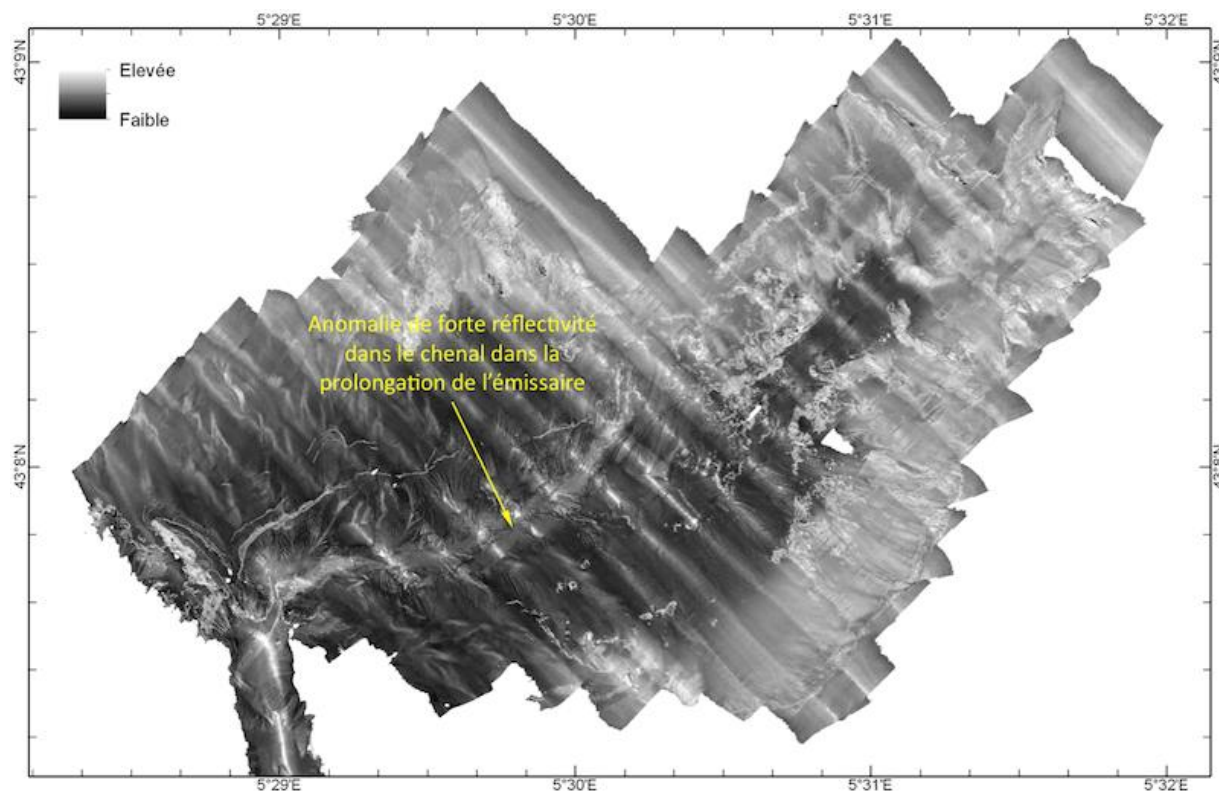 5°29'E 5°30'E 5°31'E 5°32'E
43°9'N 43°9'N
Elevée
Faible
Anomalie de forte réflectivité
dans le chenal dans la
prolongation de l'émissaire
43°8'N 43°8'N
5°29'E 5°30'E 5°31'E 5°32'E